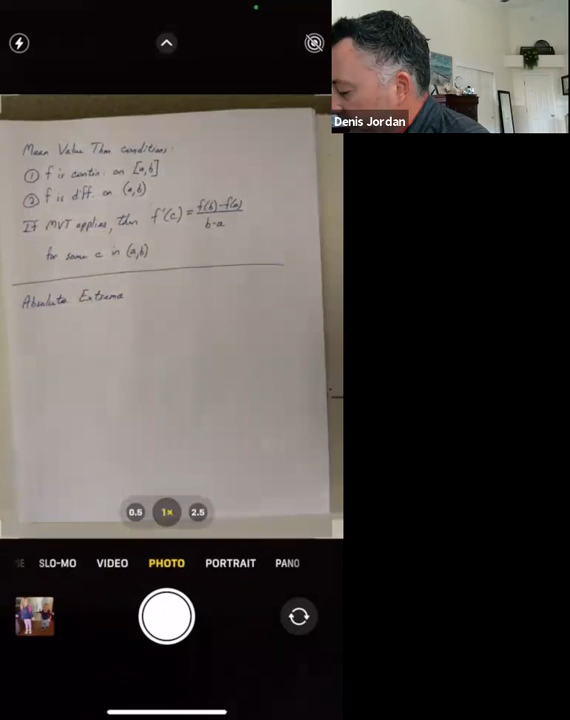 Denis Jordan
Mean Value Thm conditions:
① f is contin. on [a,b]
② f is diff. on (a,b)
If MVT applies, then f'(c) = f(b)-f(a) / b-a
for some c in (a,b)
Absolute Extrema
0.5 1× 2.5
SLO-MO VIDEO PHOTO PORTRAIT PANO